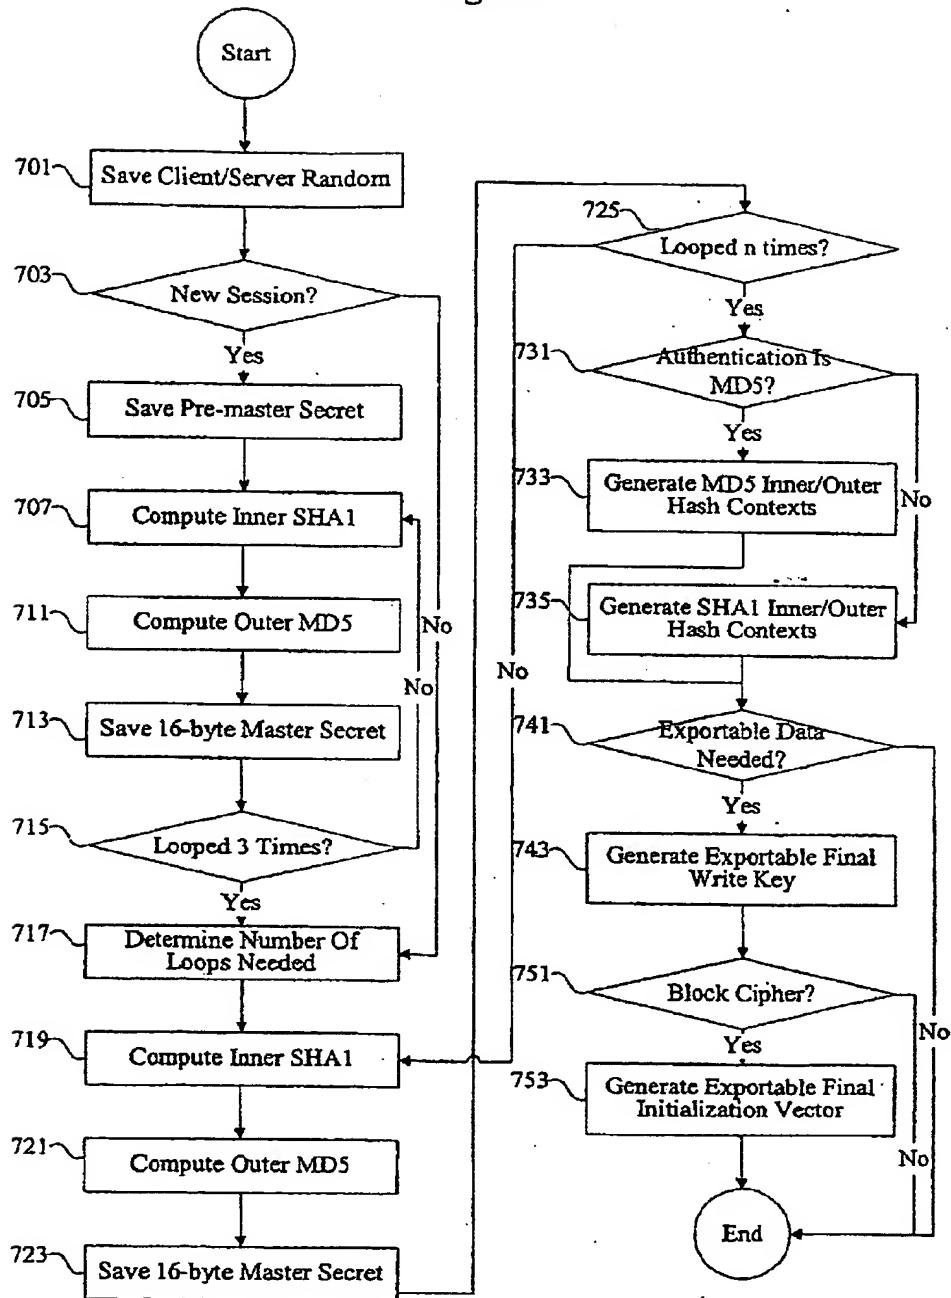 Start
701
Save Client/Server Random
703
New Session?
Yes
705
Save Pre-master Secret
707
Compute Inner SHA1
711
Compute Outer MD5
No
No
713
Save 16-byte Master Secret
715
Looped 3 Times?
Yes
717
Determine Number Of
Loops Needed
719
Compute Inner SHA1
721
Compute Outer MD5
723
Save 16-byte Master Secret
725
Looped n times?
Yes
731
Authentication Is
MD5?
Yes
733
Generate MD5 Inner/Outer
Hash Contexts
No
735
Generate SHA1 Inner/Outer
Hash Contexts
No
741
Exportable Data
Needed?
Yes
743
Generate Exportable Final
Write Key
751
Block Cipher?
No
Yes
753
Generate Exportable Final
Initialization Vector
No
End